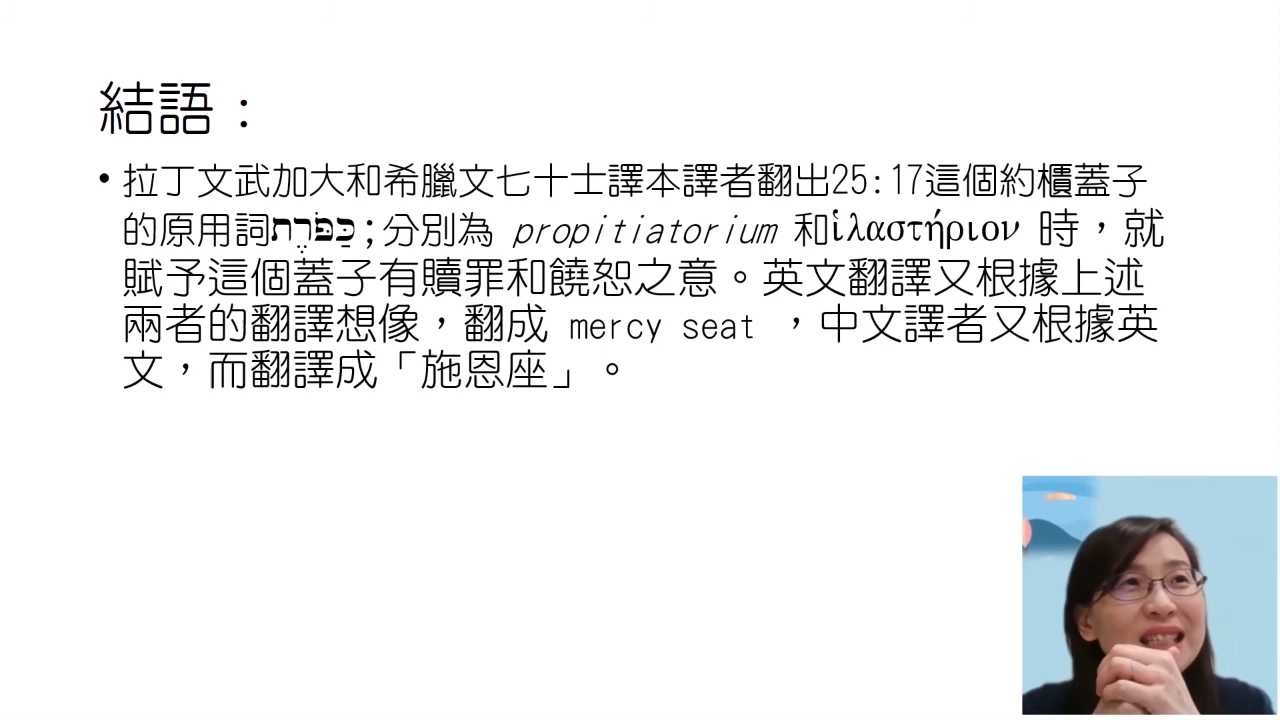 結語：
• 拉丁文武加大和希臘文七十士譯本譯者翻出25:17這個約櫃蓋子
的原用詞כַּפֹּרֶת;分別為 propitiatorium 和ἱλαστήριον 時，就
賦予這個蓋子有贖罪和饒恕之意。英文翻譯又根據上述
兩者的翻譯想像，翻成 mercy seat ，中文譯者又根據英
文，而翻譯成「施恩座」。